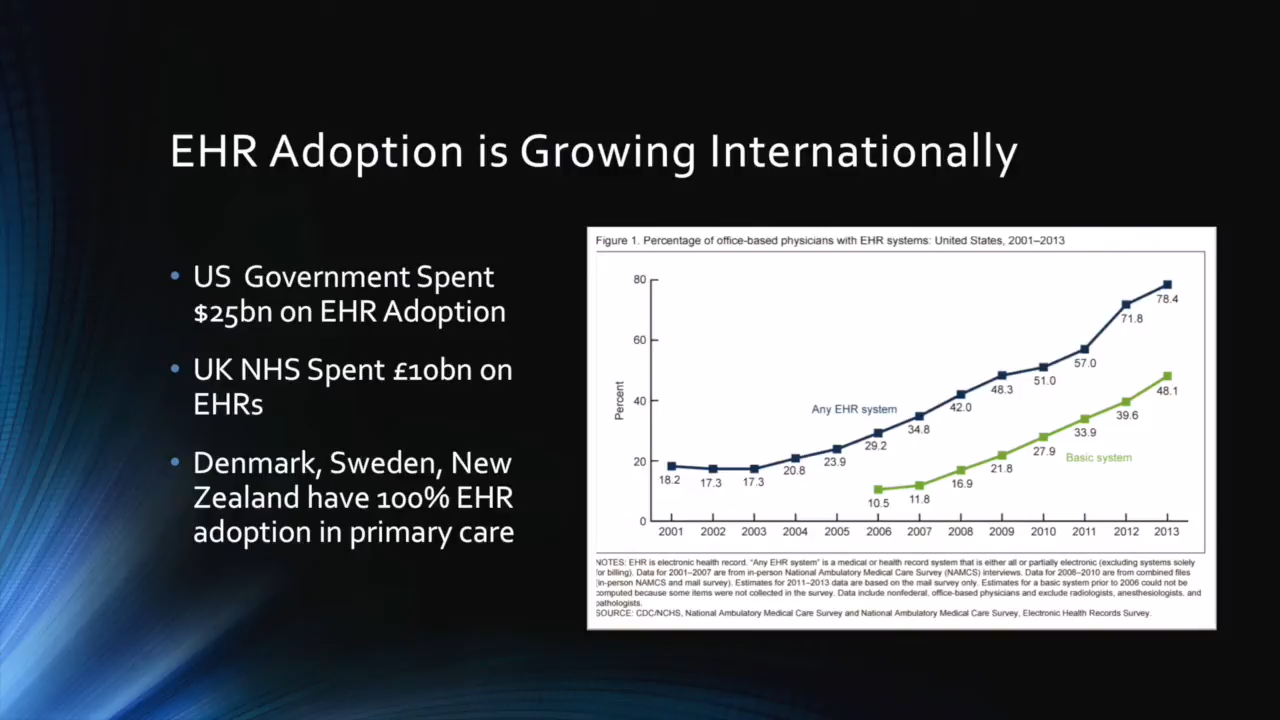 EHR Adoption is Growing Internationally
• US  Government Spent
$25bn on EHR Adoption
• UK NHS Spent £10bn on
EHRs
• Denmark, Sweden, New
Zealand have 100% EHR
adoption in primary care
Figure 1. Percentage of office-based physicians with EHR systems: United States, 2001–2013
80
60
40
20
0
Percent
Any EHR system
18.2
17.3
17.3
20.8
23.9
29.2
34.8
42.0
48.3
51.0
57.0
71.8
78.4
Basic system
10.5
11.8
16.9
21.8
27.9
33.9
39.6
48.1
2001 2002 2003 2004 2005 2006 2007 2008 2009 2010 2011 2012 2013
NOTES: EHR is electronic health record. "Any EHR system" is a medical or health record system that is either all or partially electronic (excluding systems solely
for billing). Data for 2001–2007 are from in-person National Ambulatory Medical Care Survey (NAMCS) interviews. Data for 2008–2010 are from combined files
(in-person NAMCS and mail survey). Estimates for 2011–2013 data are based on the mail survey only. Estimates for a basic system prior to 2006 could not be
computed because some items were not collected in the survey. Data include nonfederal, office-based physicians and exclude radiologists, anesthesiologists, and
pathologists.
SOURCE: CDC/NCHS, National Ambulatory Medical Care Survey and National Ambulatory Medical Care Survey, Electronic Health Records Survey.